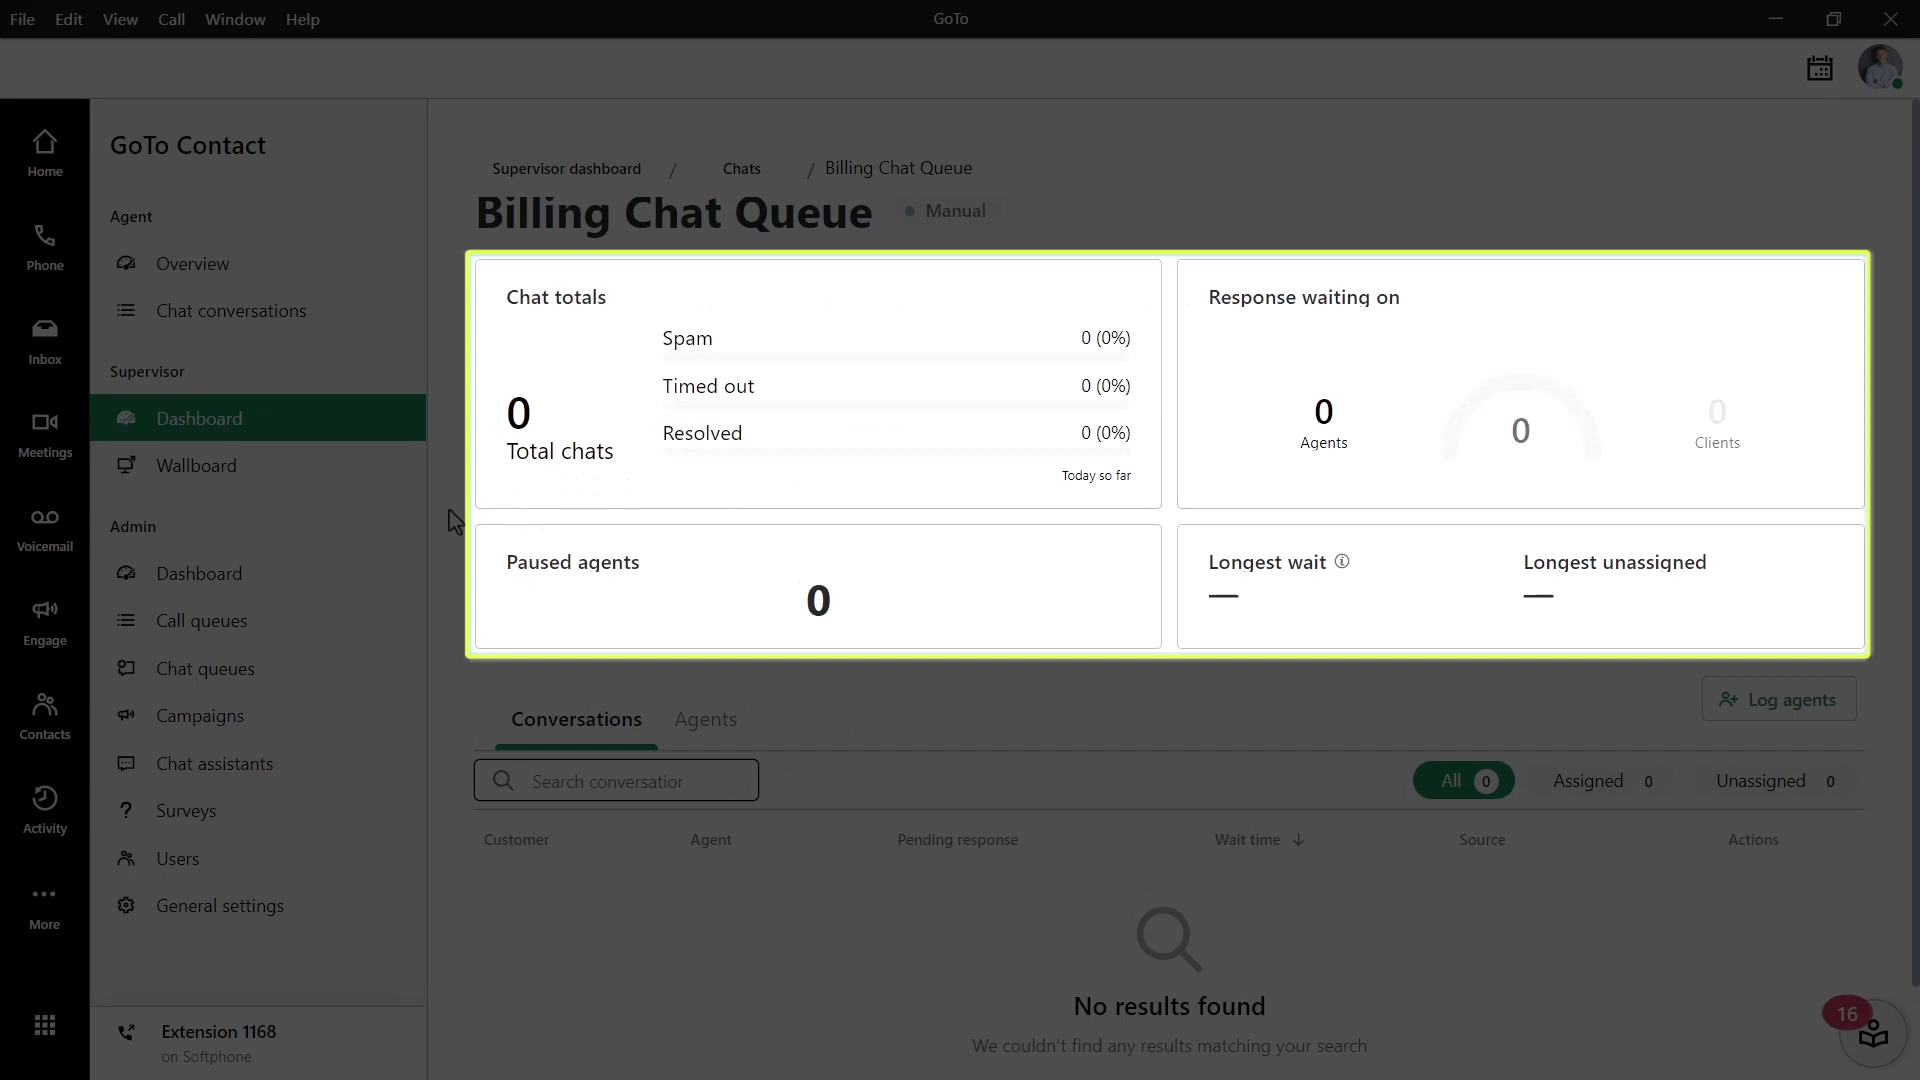 File Edit View Call Window Help
GoTo
GoTo Contact
Home
Phone
Inbox
Meetings
Voicemail
Engage
Contacts
Activity
More
Agent
Overview
Chat conversations
Supervisor
Dashboard
Wallboard
Admin
Dashboard
Call queues
Chat queues
Campaigns
Chat assistants
Surveys
Users
General settings
Extension 1168
on Softphone
Supervisor dashboard / Chats / Billing Chat Queue
Billing Chat Queue Manual
Chat totals
Spam 0 (0%)
Timed out 0 (0%)
Resolved 0 (0%)
0
Total chats
Today so far
Response waiting on
0
Agents
0
0
Clients
Paused agents
0
Longest wait
—
Longest unassigned
—
Log agents
Conversations Agents
Search conversatior
All 0 Assigned 0 Unassigned 0
Customer Agent Pending response Wait time Source Actions
No results found
We couldn't find any results matching your search
16